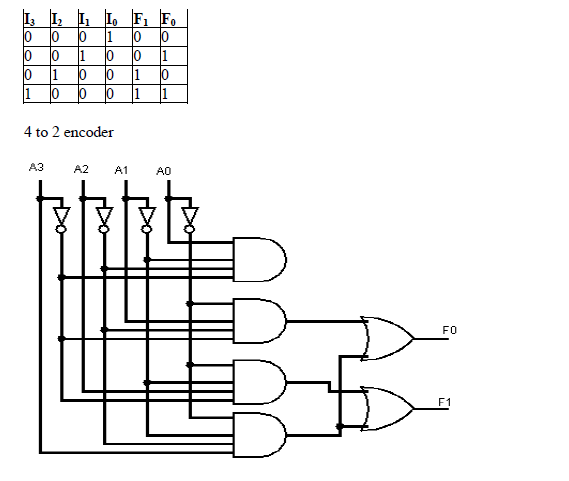 I₃ I₂ I₁ I₀ F₁ F₀
0 0 0 1 0 0
0 0 1 0 0 1
0 1 0 0 1 0
1 0 0 0 1 1
4 to 2 encoder
A3 A2 A1 A0
F0
F1